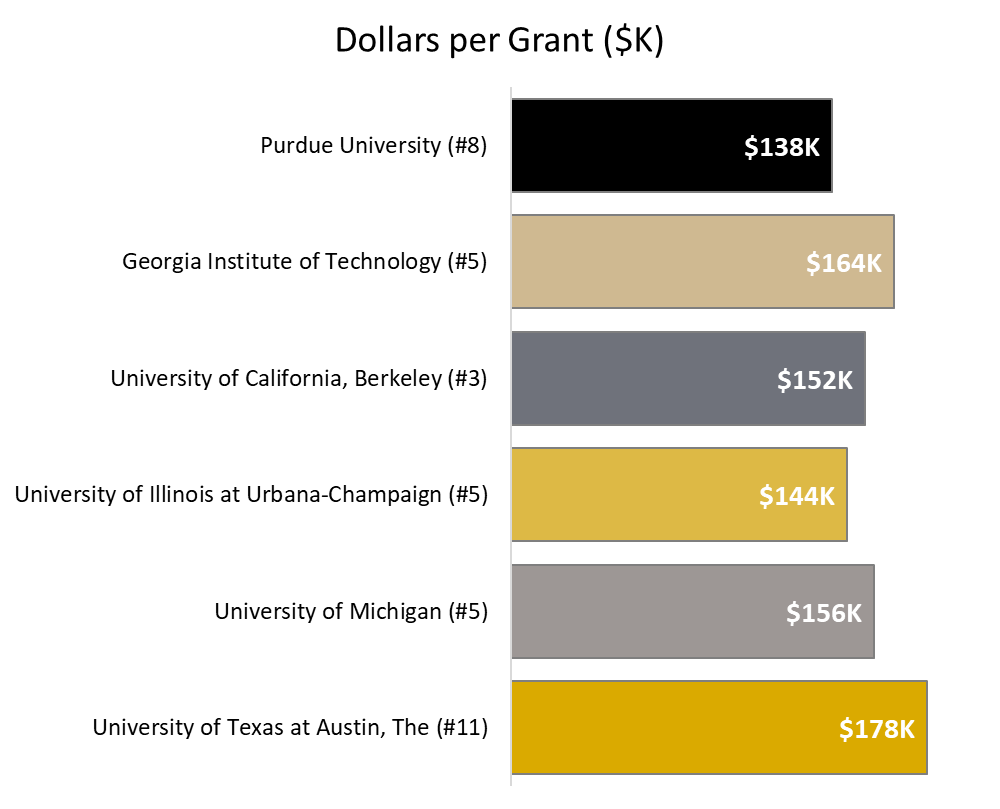 Dollars per Grant ($K)
Purdue University (#8)
$138K
Georgia Institute of Technology (#5)
$164K
University of California, Berkeley (#3)
$152K
University of Illinois at Urbana-Champaign (#5)
$144K
University of Michigan (#5)
$156K
University of Texas at Austin, The (#11)
$178K